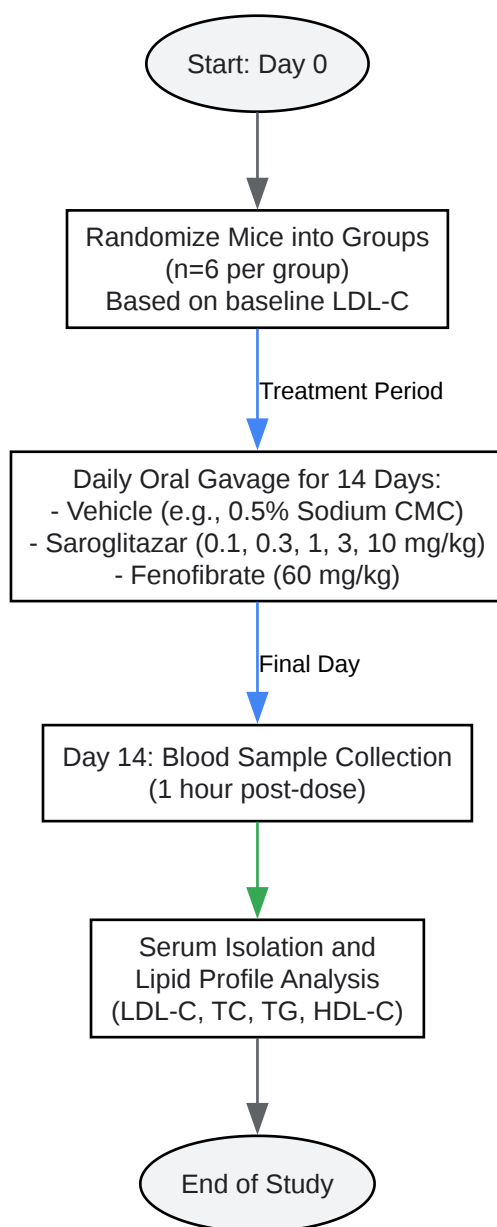 Start: Day 0
Randomize Mice into Groups
(n=6 per group)
Based on baseline LDL-C
Treatment Period
Daily Oral Gavage for 14 Days:
- Vehicle (e.g., 0.5% Sodium CMC)
- Saroglitazar (0.1, 0.3, 1, 3, 10 mg/kg)
- Fenofibrate (60 mg/kg)
Final Day
Day 14: Blood Sample Collection
(1 hour post-dose)
Serum Isolation and
Lipid Profile Analysis
(LDL-C, TC, TG, HDL-C)
End of Study